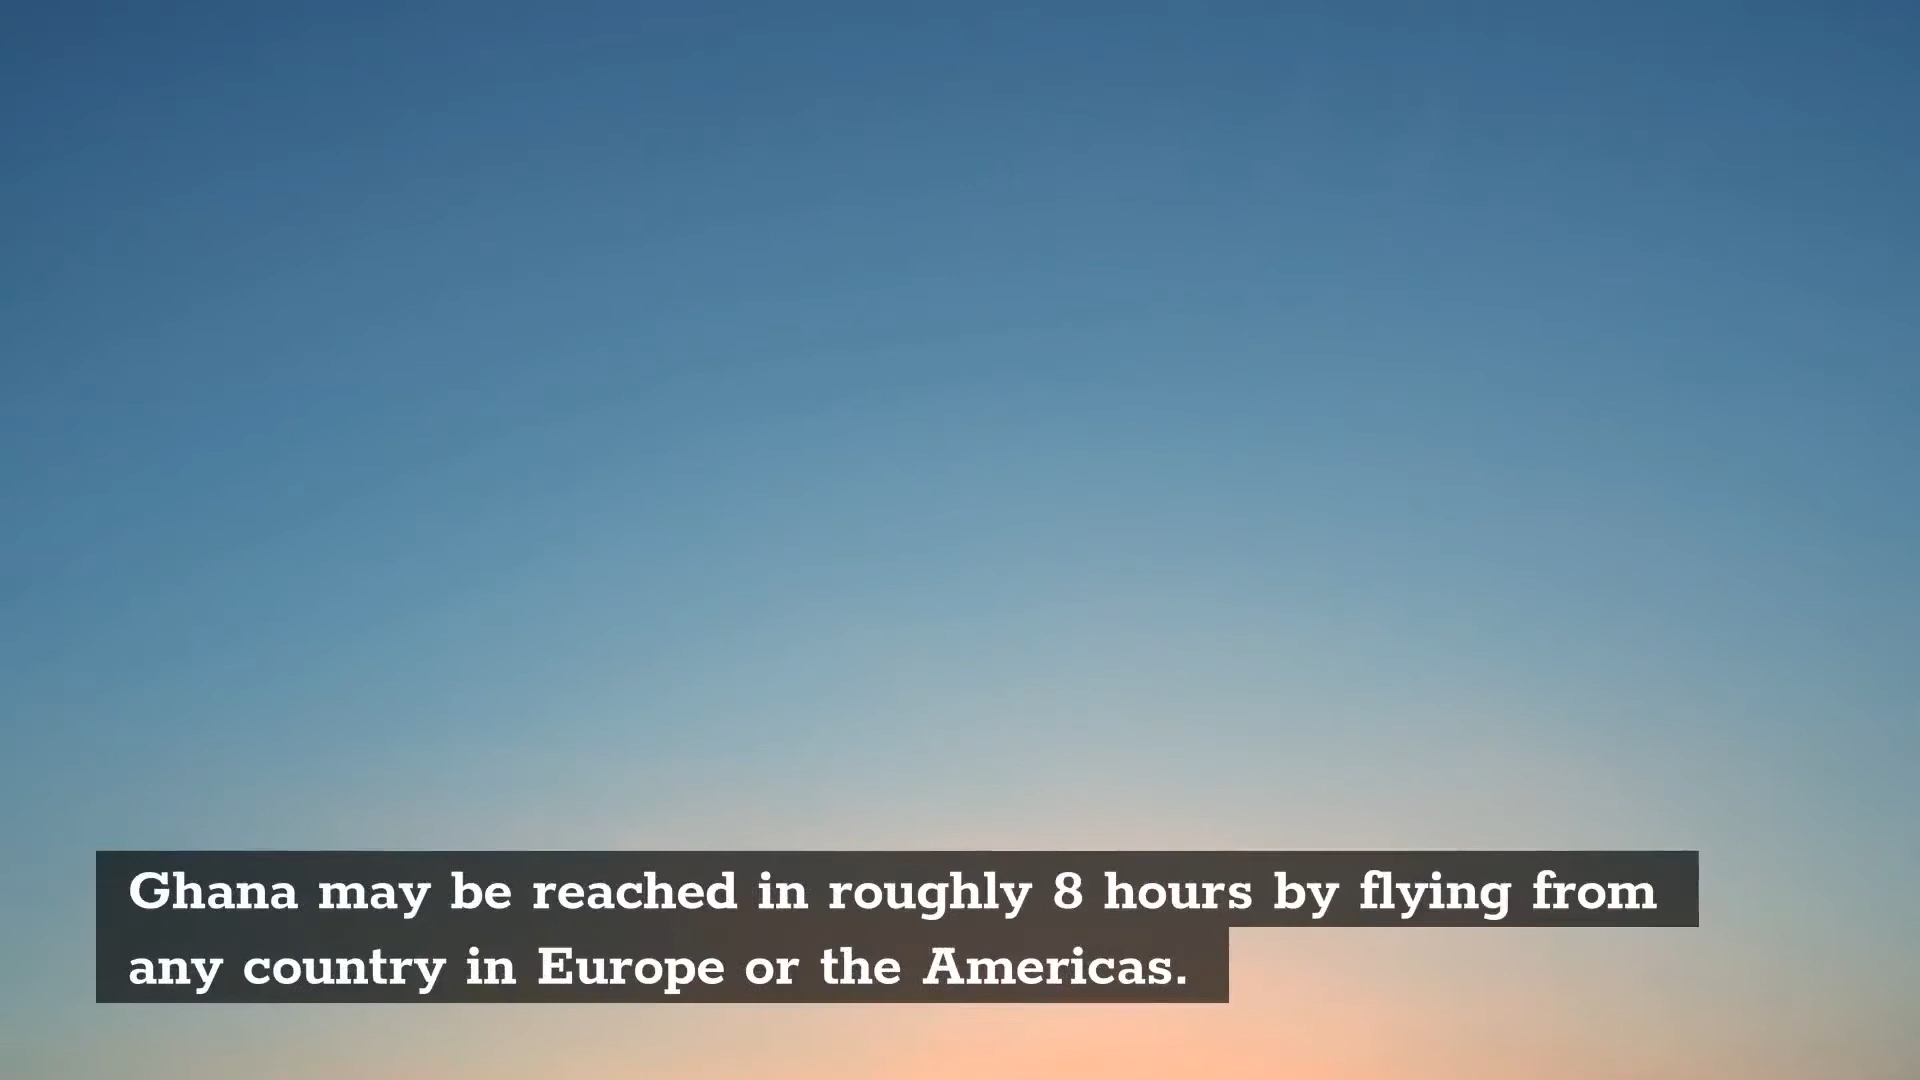 Ghana may be reached in roughly 8 hours by flying from
any country in Europe or the Americas.